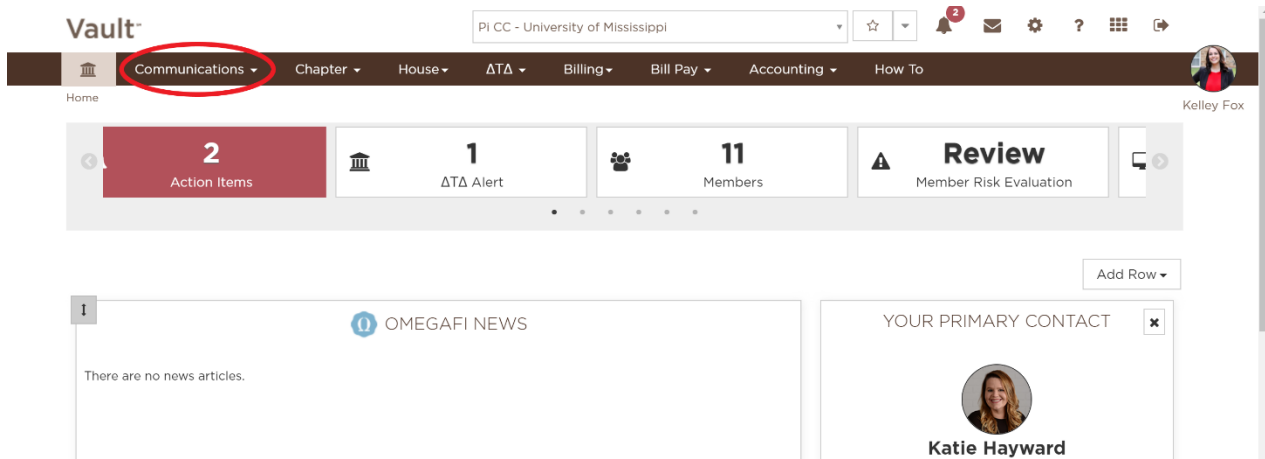 Vault
Pi CC - University of Mississippi
2
?
Communications
Chapter
House
ΔΤΔ
Billing
Bill Pay
Accounting
How To
Home
Kelley Fox
2
Action Items
1
ΔΤΔ Alert
11
Members
Review
Member Risk Evaluation
Add Row
Ω OMEGAFI NEWS
There are no news articles.
YOUR PRIMARY CONTACT
Katie Hayward